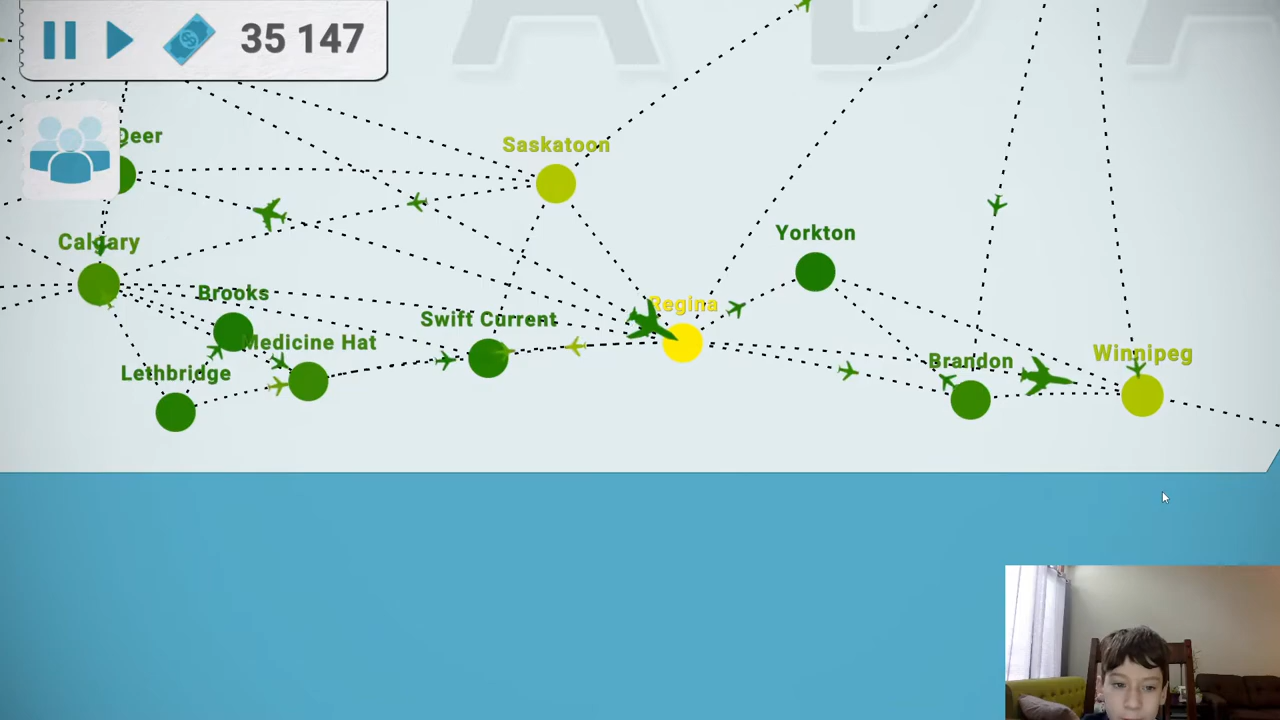 A D A
35 147
Saskatoon
Deer
Yorkton
Calgary
Brooks
Regina
Swift Current
Medicine Hat
Winnipeg
Brandon
Lethbridge